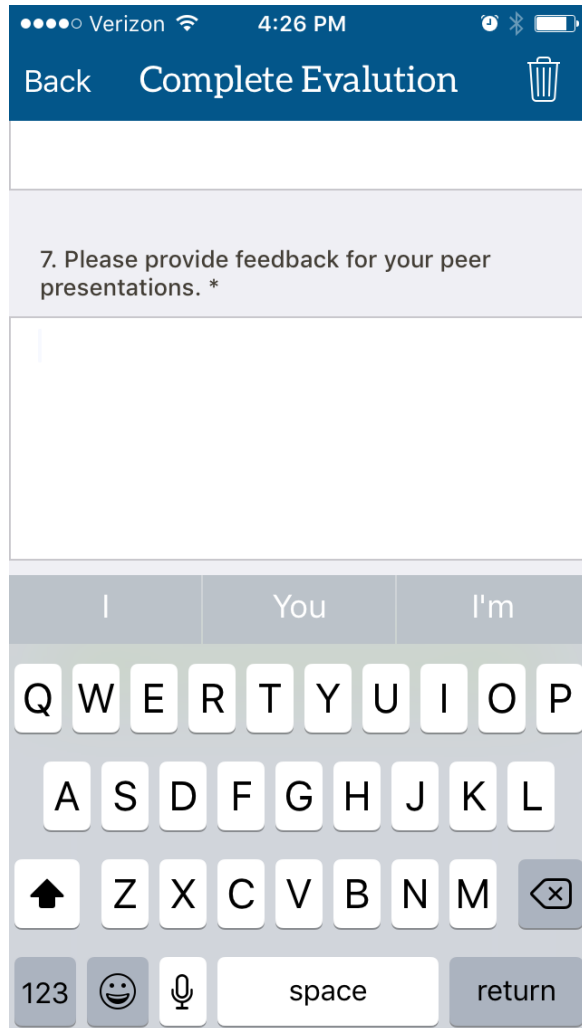 Verizon 4:26 PM
Back Complete Evalution
7. Please provide feedback for your peer
presentations. *
I You I'm
Q W E R T Y U I O P
A S D F G H J K L
Z X C V B N M
123 space return